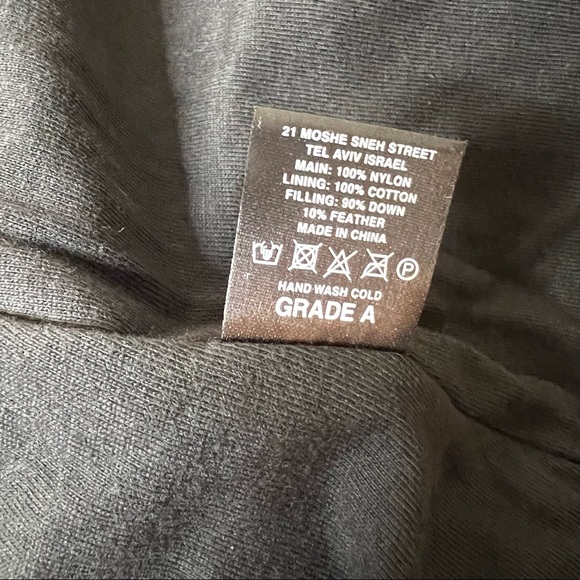 21 MOSHE SNEH STREET
TEL AVIV ISRAEL
MAIN: 100% NYLON
LINING: 100% COTTON
FILLING: 90% DOWN
10% FEATHER
MADE IN CHINA
P
HAND WASH COLD
GRADE A